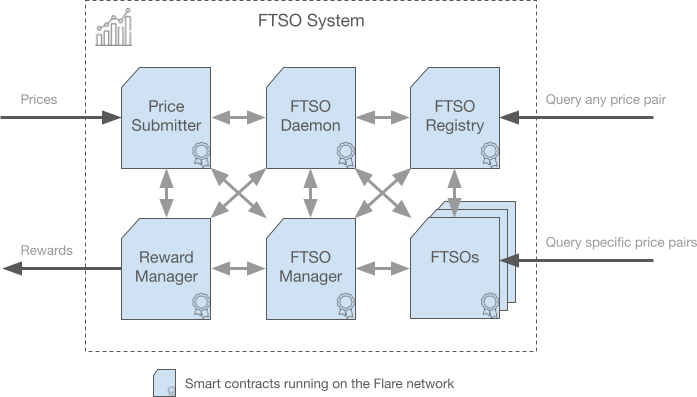 FTSO System
Prices
Price
Submitter
FTSO
Daemon
FTSO
Registry
Query any price pair
Rewards
Reward
Manager
FTSO
Manager
FTSOs
Query specific price pairs
Smart contracts running on the Flare network